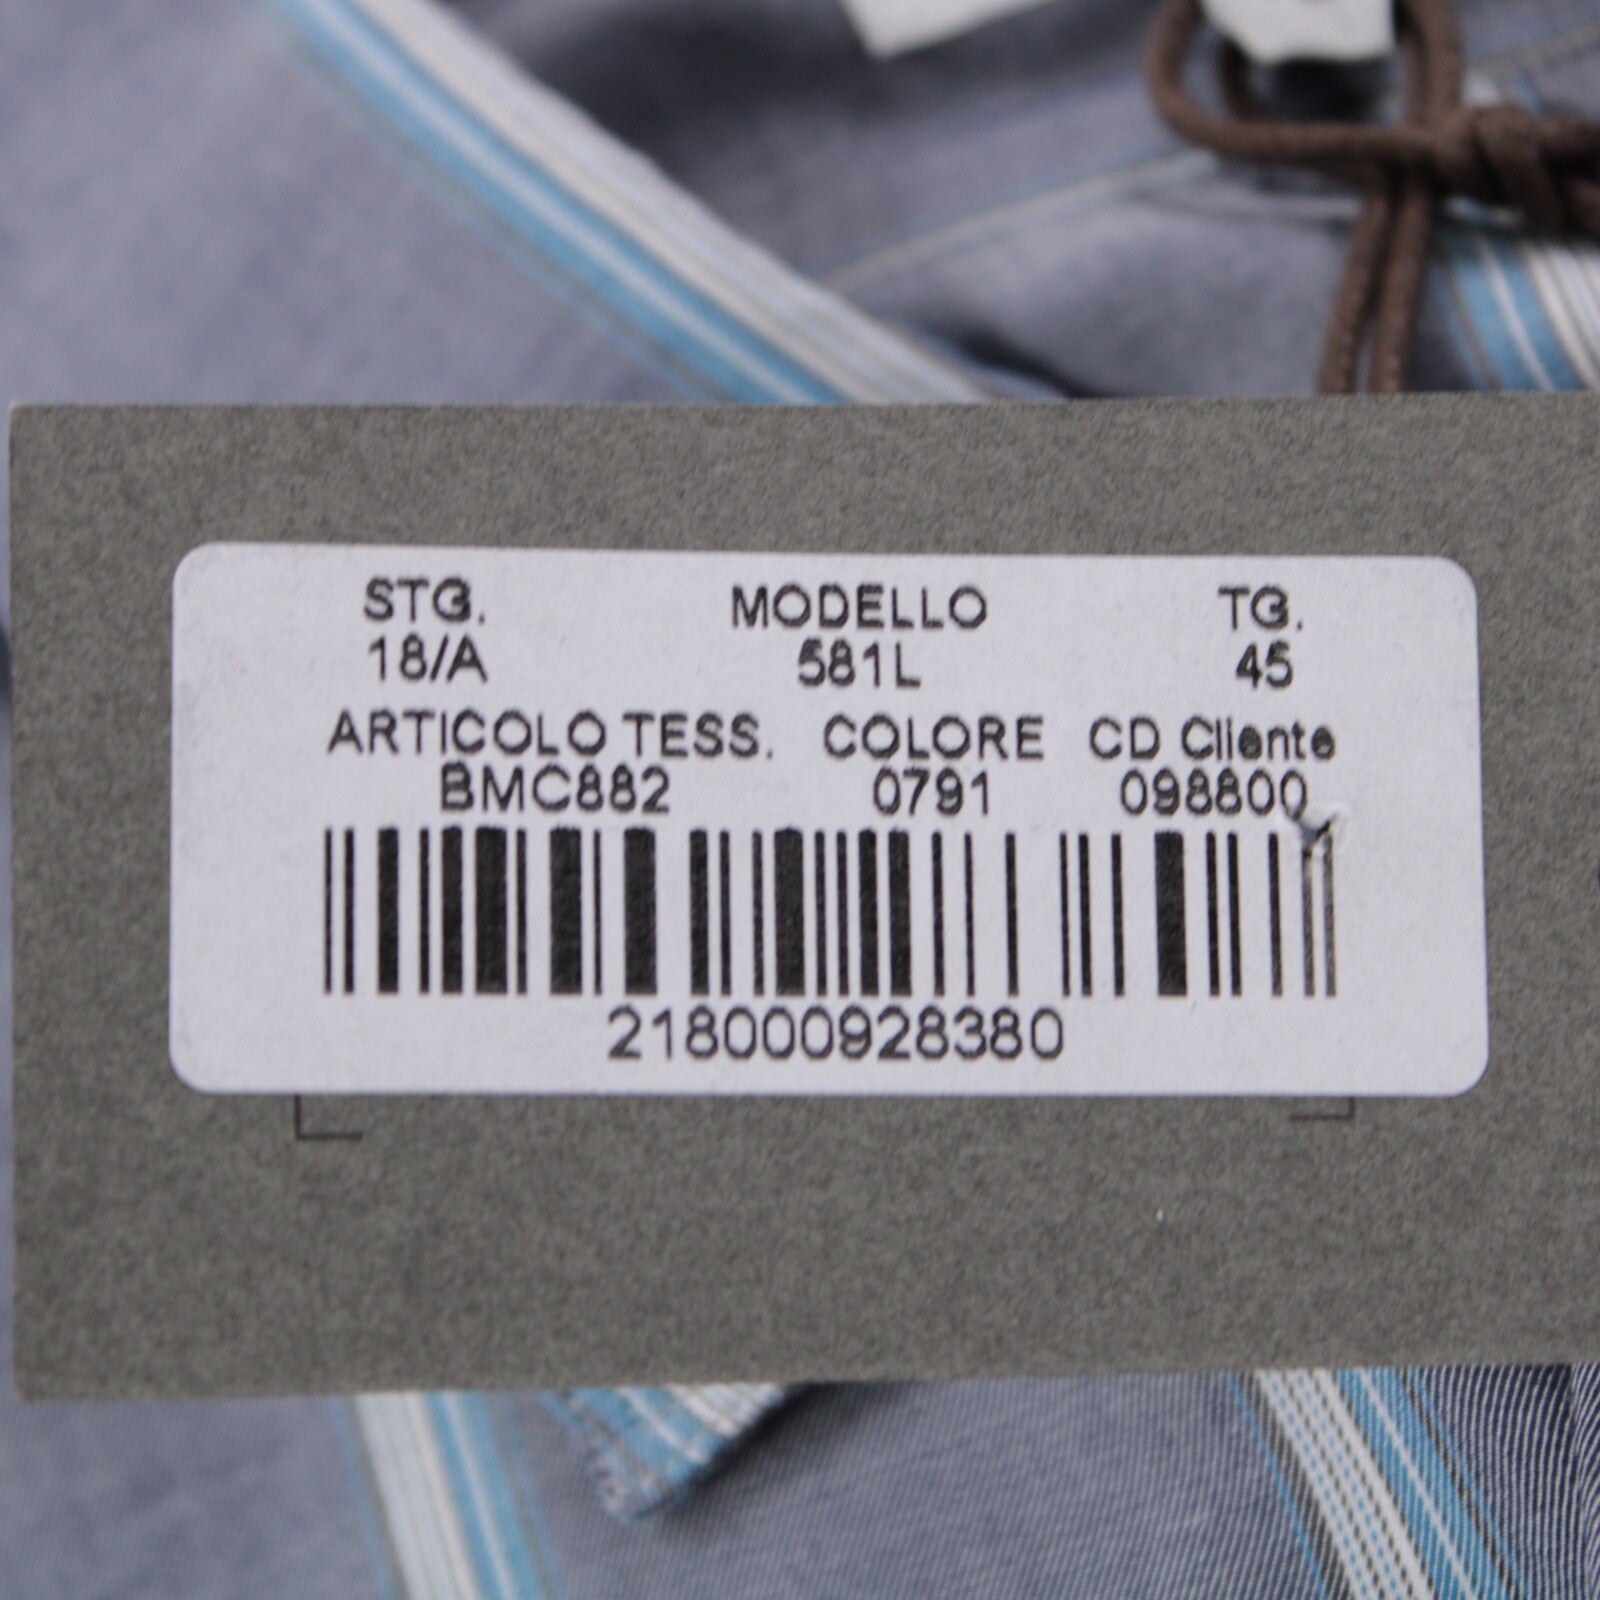 STG. MODELLO TG.
18/A 581L 45
ARTICOLO TESS. COLORE CD Cliente
BMC882 0791 098800
218000928380